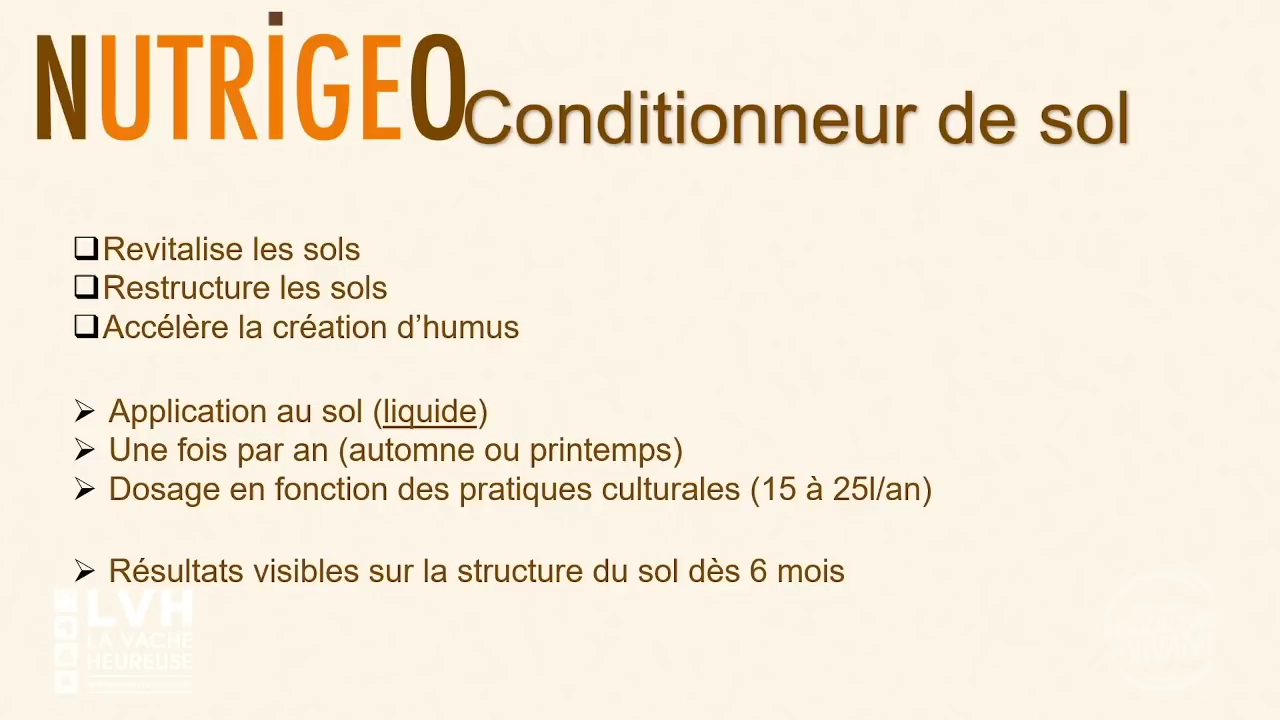 NUTRIGEO Conditionneur de sol
❑Revitalise les sols
❑Restructure les sols
❑Accélère la création d’humus
➢ Application au sol (liquide)
➢ Une fois par an (automne ou printemps)
➢ Dosage en fonction des pratiques culturales (15 à 25l/an)
➢ Résultats visibles sur la structure du sol dès 6 mois
LVH
LA VACHE
HEUREUSE